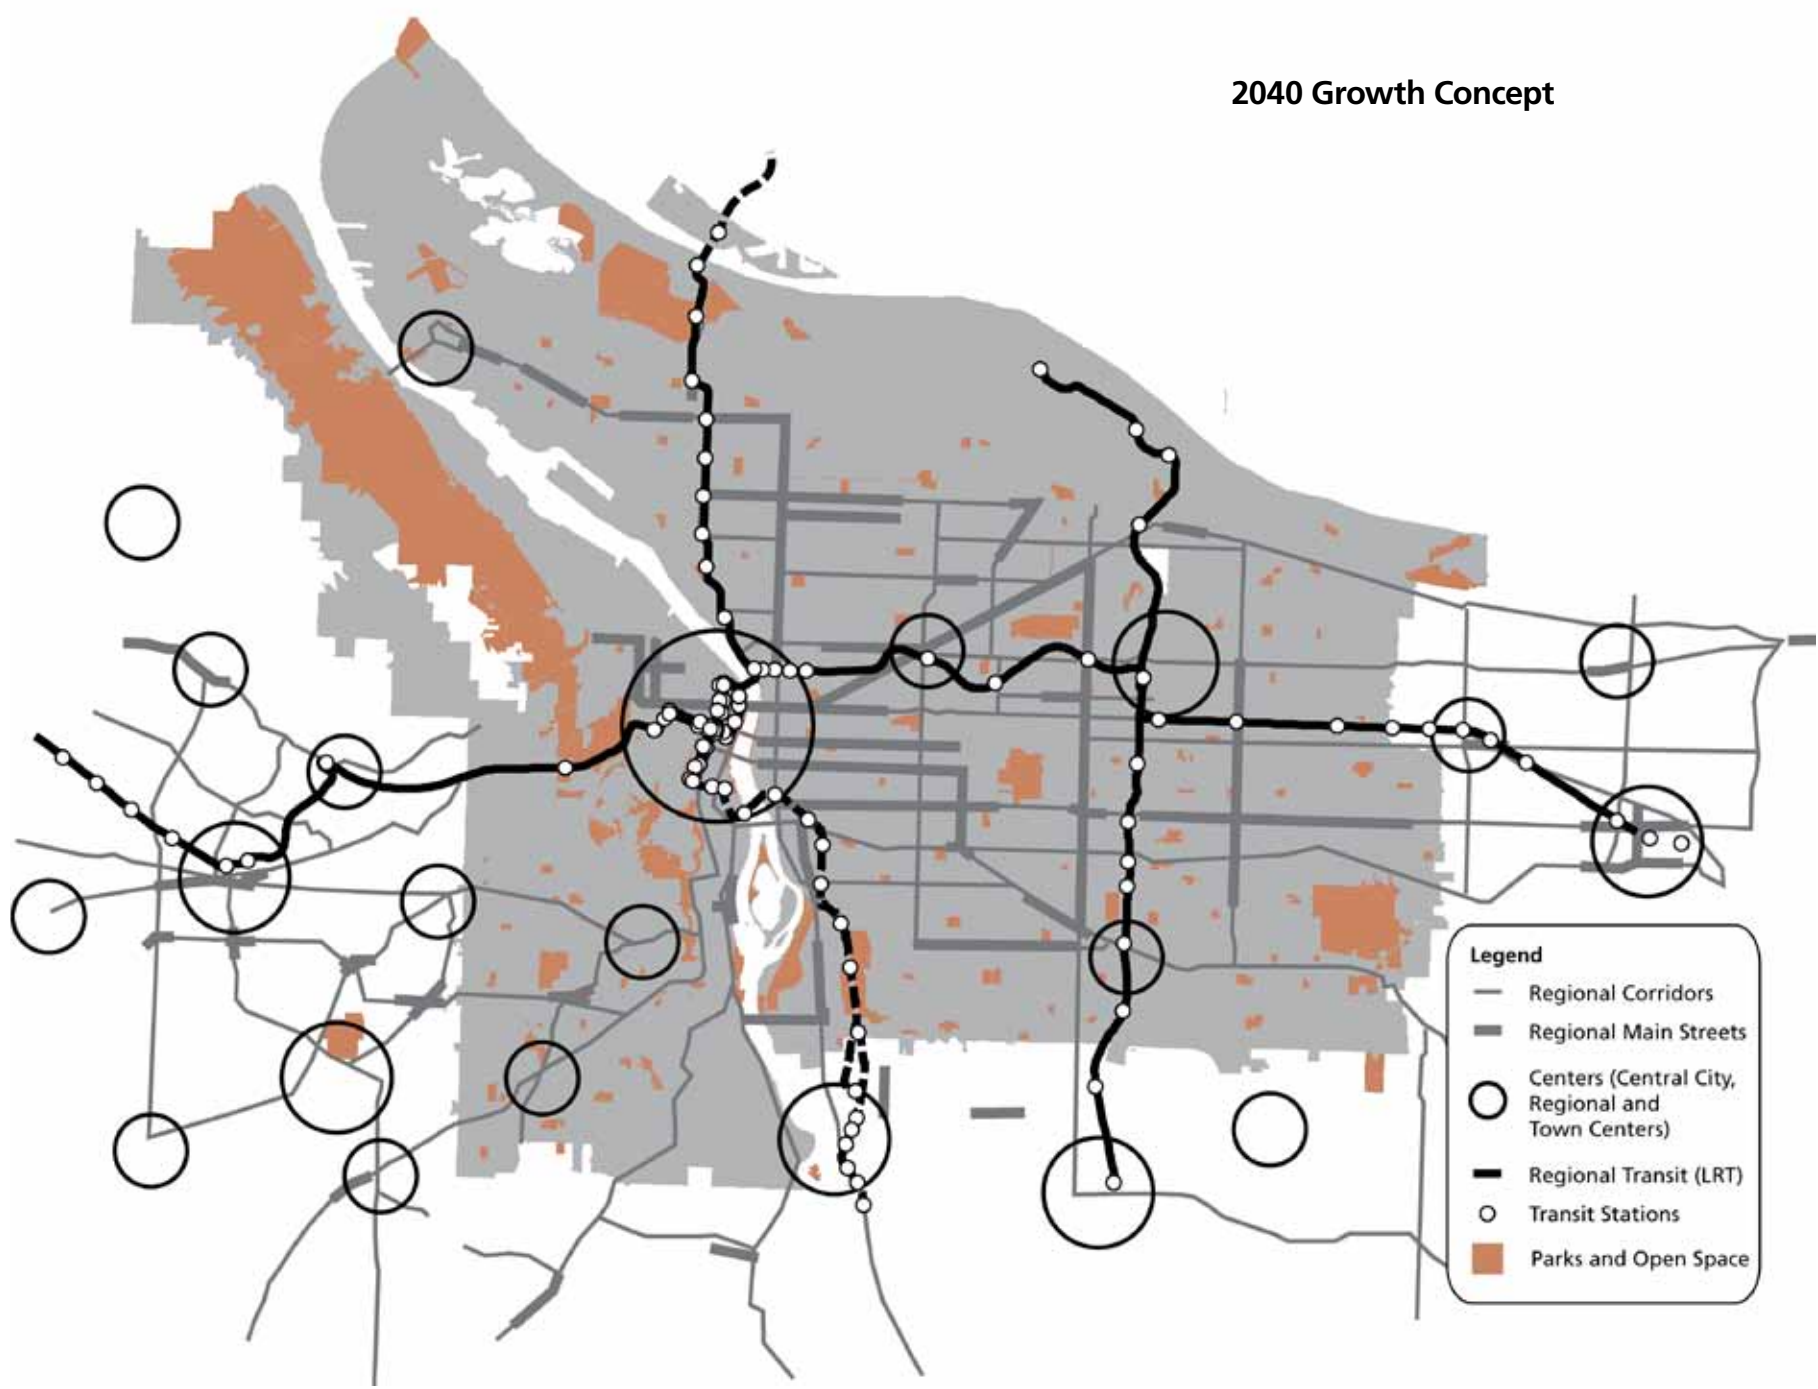 2040 Growth Concept
Legend
Regional Corridors
Regional Main Streets
Centers (Central City,
Regional and
Town Centers)
Regional Transit (LRT)
Transit Stations
Parks and Open Space